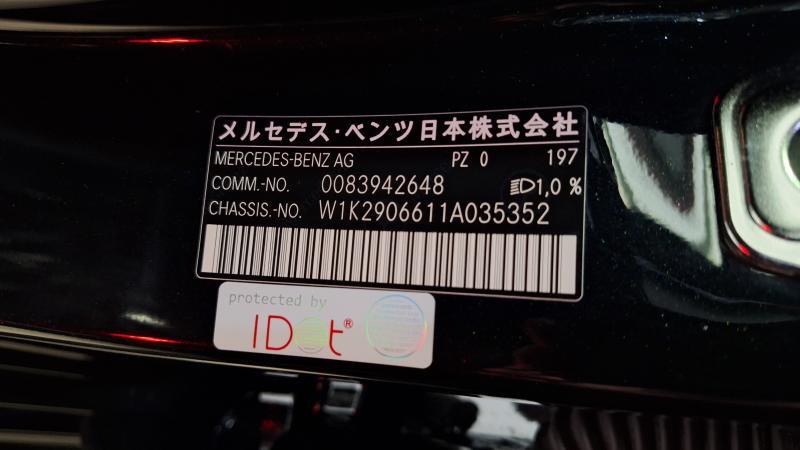 メルセデス・ベンツ日本株式会社
MERCEDES-BENZ AG PZ 0 197
COMM.-NO. 0083942648 1,0 %
CHASSIS.-NO. W1K2906611A035352
protected by
IDot®